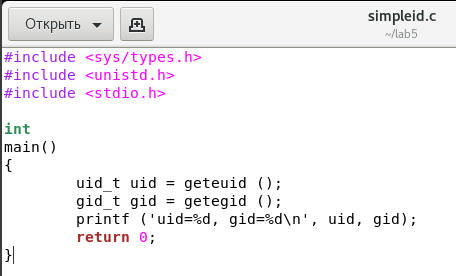 Открыть
simpleid.c
~/lab5
#include <sys/types.h>
#include <unistd.h>
#include <stdio.h>

int
main()
{
        uid_t uid = geteuid ();
        gid_t gid = getegid ();
        printf ('uid=%d, gid=%d\n', uid, gid);
        return 0;
}